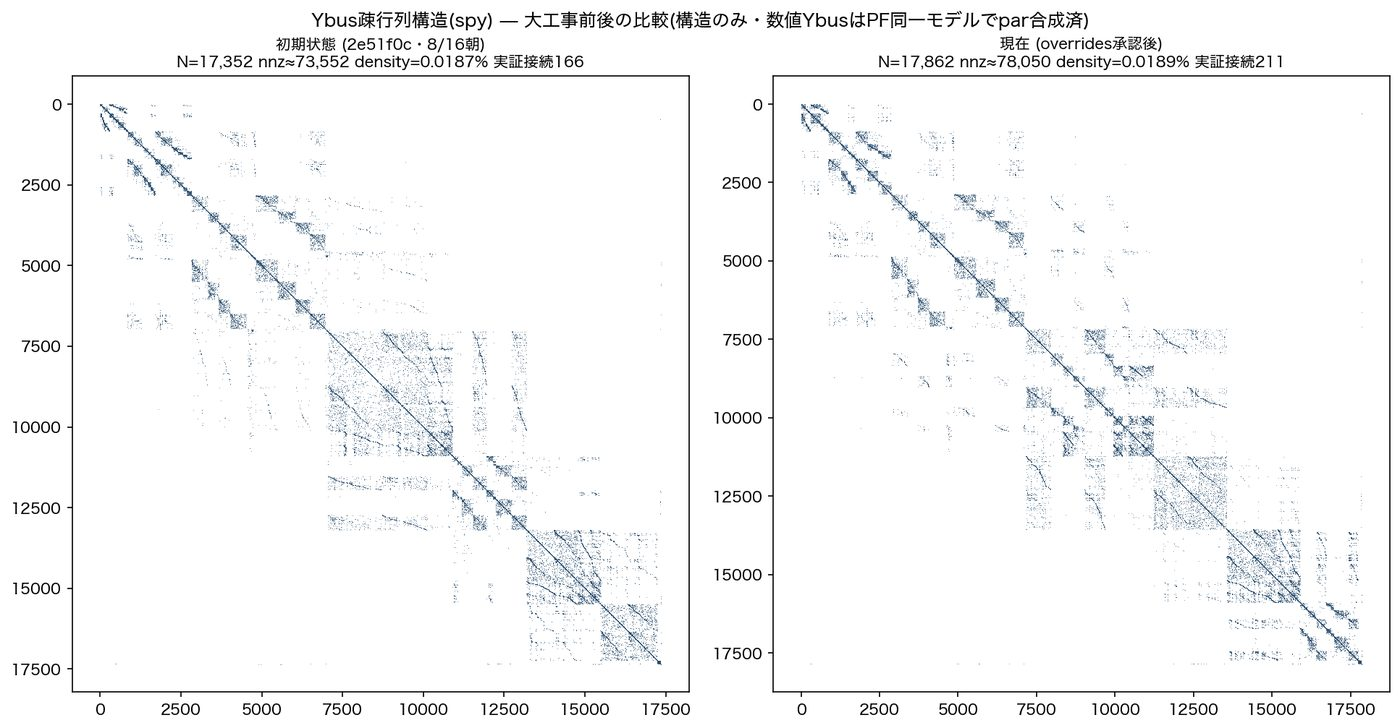 Ybus疎行列構造(spy) — 大工事前後の比較(構造のみ・数値YbusはPF同一モデルでpar合成済)
初期状態 (2e51f0c・8/16朝)
N=17,352 nnz≈73,552 density=0.0187% 実証接続166
0
2500
5000
7500
10000
12500
15000
17500
0 2500 5000 7500 10000 12500 15000 17500
現在 (overrides承認後)
N=17,862 nnz≈78,050 density=0.0189% 実証接続211
0
2500
5000
7500
10000
12500
15000
17500
0 2500 5000 7500 10000 12500 15000 17500